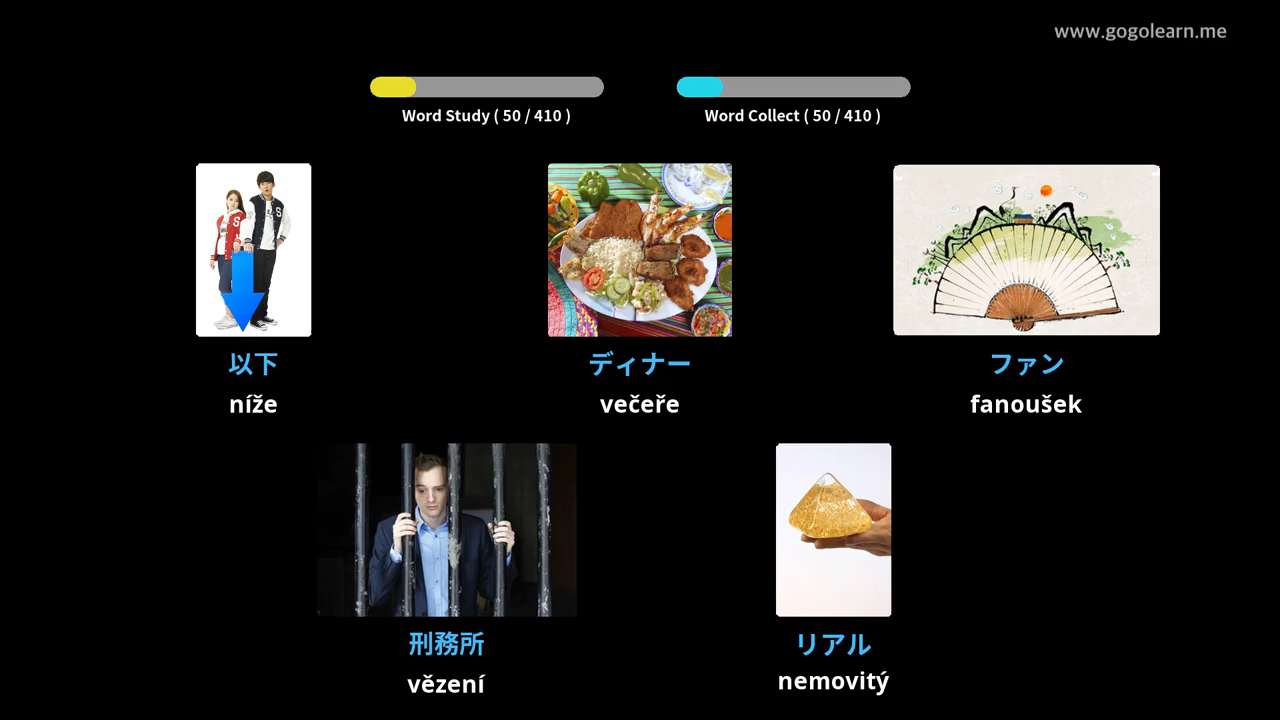 www.gogolearn.me
Word Study ( 50 / 410 )
Word Collect ( 50 / 410 )
以下
níže
ディナー
večeře
ファン
fanoušek
刑務所
vězení
リアル
nemovitý